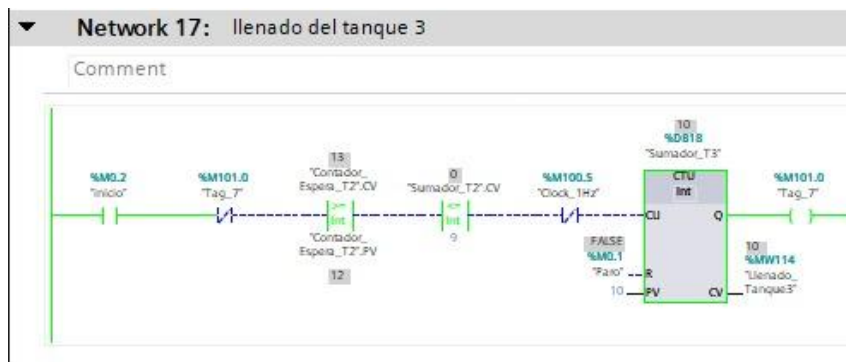 Network 17: llenado del tanque 3
Comment
%M0.2
"Inicio"
%M101.0
"Tag_7"
13
"Contador_
Espera_T2".CV
>=
Int
"Contador_
Espera_T2".PV
12
0
"Sumador_T2".CV
<=
Int
9
%M100.5
"Clock_1Hz"
10
%DB18
"Sumador_T3"
CTU
Int
CU
Q
FALSE
%M0.1
"Paro"
R
10
PV
CV
10
%MW114
"Llenado_
Tanque3"
%M101.0
"Tag_7"